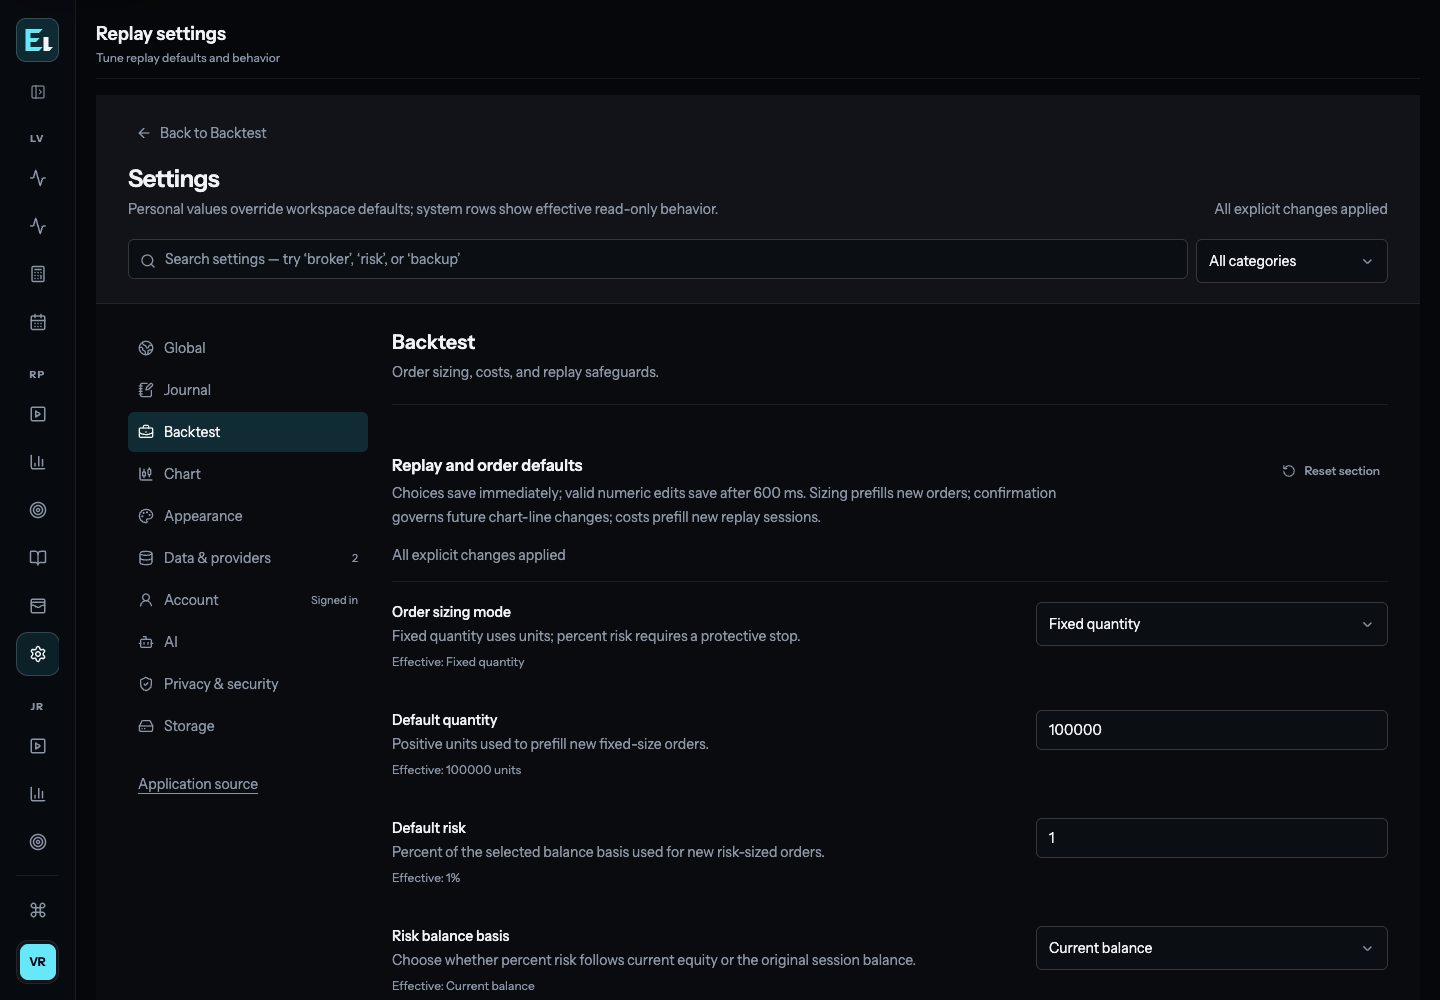 EL
LV
RP
JR
VR
Replay settings
Tune replay defaults and behavior
Back to Backtest
Settings
Personal values override workspace defaults; system rows show effective read-only behavior.
All explicit changes applied
Search settings — try ‘broker’, ‘risk’, or ‘backup’
All categories
Global
Journal
Backtest
Chart
Appearance
Data & providers 2
Account Signed in
AI
Privacy & security
Storage
Application source
Backtest
Order sizing, costs, and replay safeguards.
Replay and order defaults
Reset section
Choices save immediately; valid numeric edits save after 600 ms. Sizing prefills new orders; confirmation
governs future chart-line changes; costs prefill new replay sessions.
All explicit changes applied
Order sizing mode
Fixed quantity uses units; percent risk requires a protective stop.
Effective: Fixed quantity
Fixed quantity
Default quantity
Positive units used to prefill new fixed-size orders.
Effective: 100000 units
100000
Default risk
Percent of the selected balance basis used for new risk-sized orders.
Effective: 1%
1
Risk balance basis
Choose whether percent risk follows current equity or the original session balance.
Effective: Current balance
Current balance